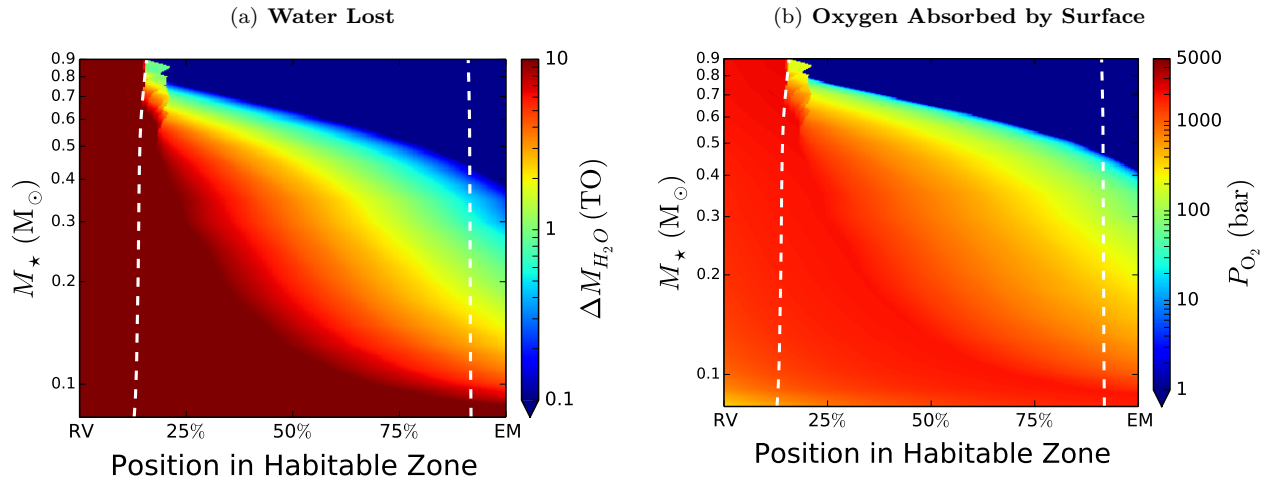 (a) Water Lost
0.9
0.8
0.7
0.6
0.5
0.4
0.3
0.2
0.1
M⋆ (M⊙)
RV 25% 50% 75% EM
Position in Habitable Zone
10
1
0.1
ΔM_{H₂O} (TO)
(b) Oxygen Absorbed by Surface
0.9
0.8
0.7
0.6
0.5
0.4
0.3
0.2
0.1
M⋆ (M⊙)
RV 25% 50% 75% EM
Position in Habitable Zone
5000
1000
100
10
1
P_{O₂} (bar)